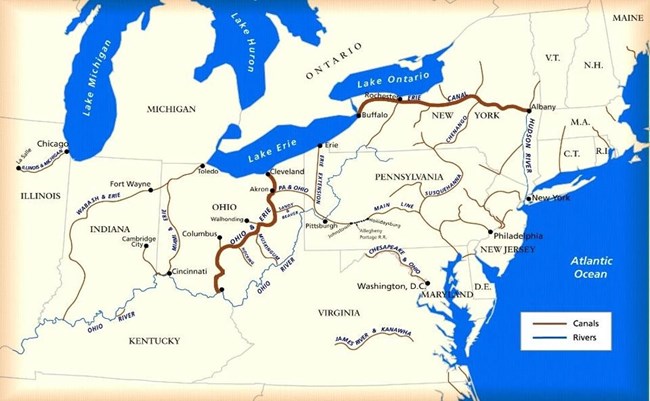 MAINE
Lake Michigan
Lake Huron
ONTARIO
V.T.
N.H.
Lake Ontario
Rochester
ERIE
CANAL
Albany
MICHIGAN
Buffalo
NEW YORK
CHENANGO
HUDSON RIVER
M.A.
Chicago
La Salle
ILLINOIS & MICHIGAN
Lake Erie
Erie
C.T.
R.I.
Toledo
Cleveland
ERIE EXTENSION
PENNSYLVANIA
Fort Wayne
Akron
PA & OHIO
SUSQUEHANNA
New York
ILLINOIS
WABASH & ERIE
OHIO
Walhonding
OHIO & ERIE
SANDY & BEAVER
Pittsburgh
MAIN LINE
Johnstown
Hollidaysburg
Allegheny
Portage R.R.
Philadelphia
INDIANA
Cambridge
City
Columbus
HOCKING
NEW JERSEY
CHESAPEAKE & OHIO
Cincinnati
OHIO RIVER
Washington, D.C.
MARYLAND
D.E.
Atlantic
Ocean
OHIO RIVER
VIRGINIA
KENTUCKY
JAMES RIVER & KANAWHA
Canals
Rivers